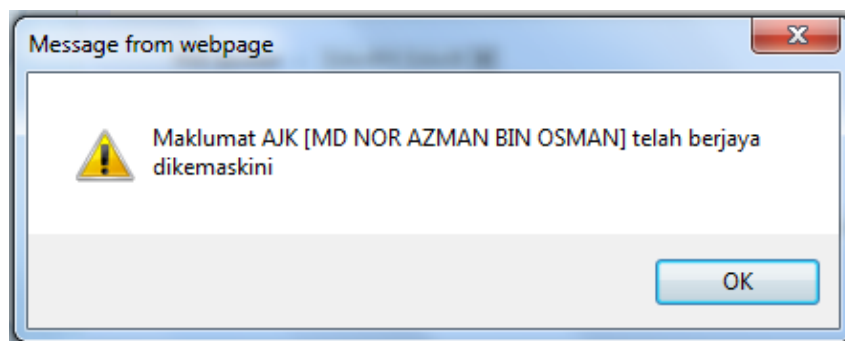 Message from webpage
Maklumat AJK [MD NOR AZMAN BIN OSMAN] telah berjaya
dikemaskini
OK